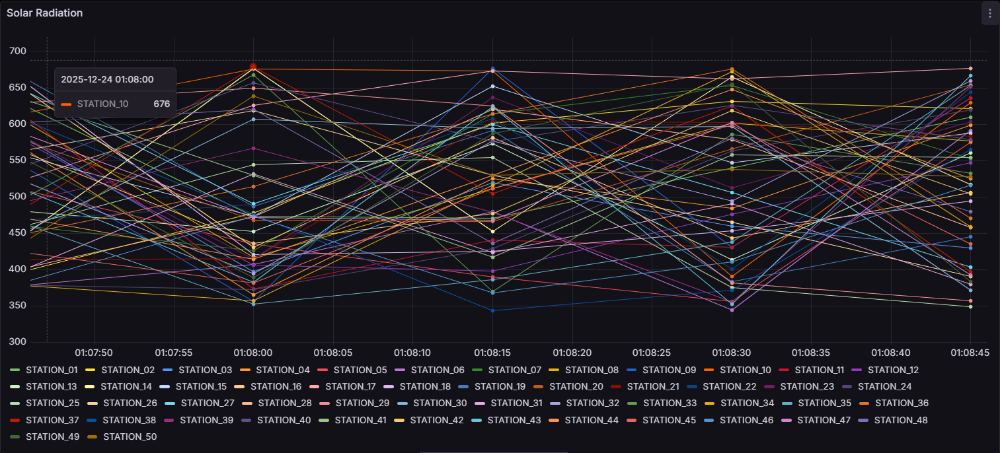 Solar Radiation
700
650
600
550
500
450
400
350
300
2025-12-24 01:08:00
STATION_10 676
01:07:50 01:07:55 01:08:00 01:08:05 01:08:10 01:08:15 01:08:20 01:08:25 01:08:30 01:08:35 01:08:40 01:08:45
STATION_01 STATION_02 STATION_03 STATION_04 STATION_05 STATION_06 STATION_07 STATION_08 STATION_09 STATION_10 STATION_11 STATION_12
STATION_13 STATION_14 STATION_15 STATION_16 STATION_17 STATION_18 STATION_19 STATION_20 STATION_21 STATION_22 STATION_23 STATION_24
STATION_25 STATION_26 STATION_27 STATION_28 STATION_29 STATION_30 STATION_31 STATION_32 STATION_33 STATION_34 STATION_35 STATION_36
STATION_37 STATION_38 STATION_39 STATION_40 STATION_41 STATION_42 STATION_43 STATION_44 STATION_45 STATION_46 STATION_47 STATION_48
STATION_49 STATION_50